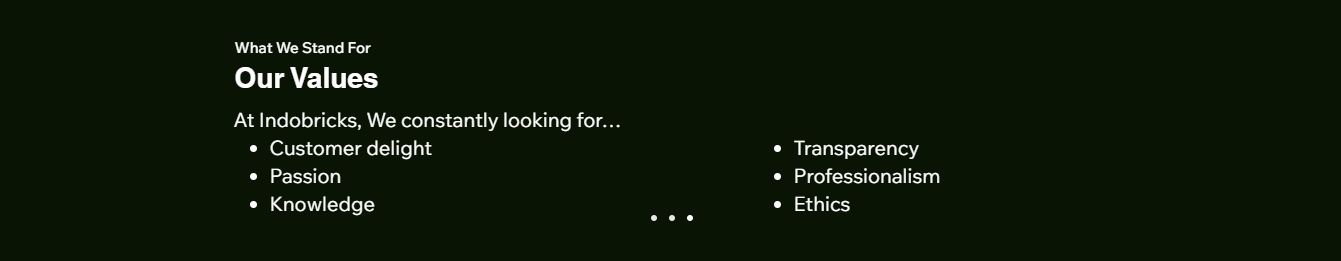 What We Stand For
Our Values
At Indobricks, We constantly looking for...
• Customer delight
• Passion
• Knowledge
• Transparency
• Professionalism
• Ethics